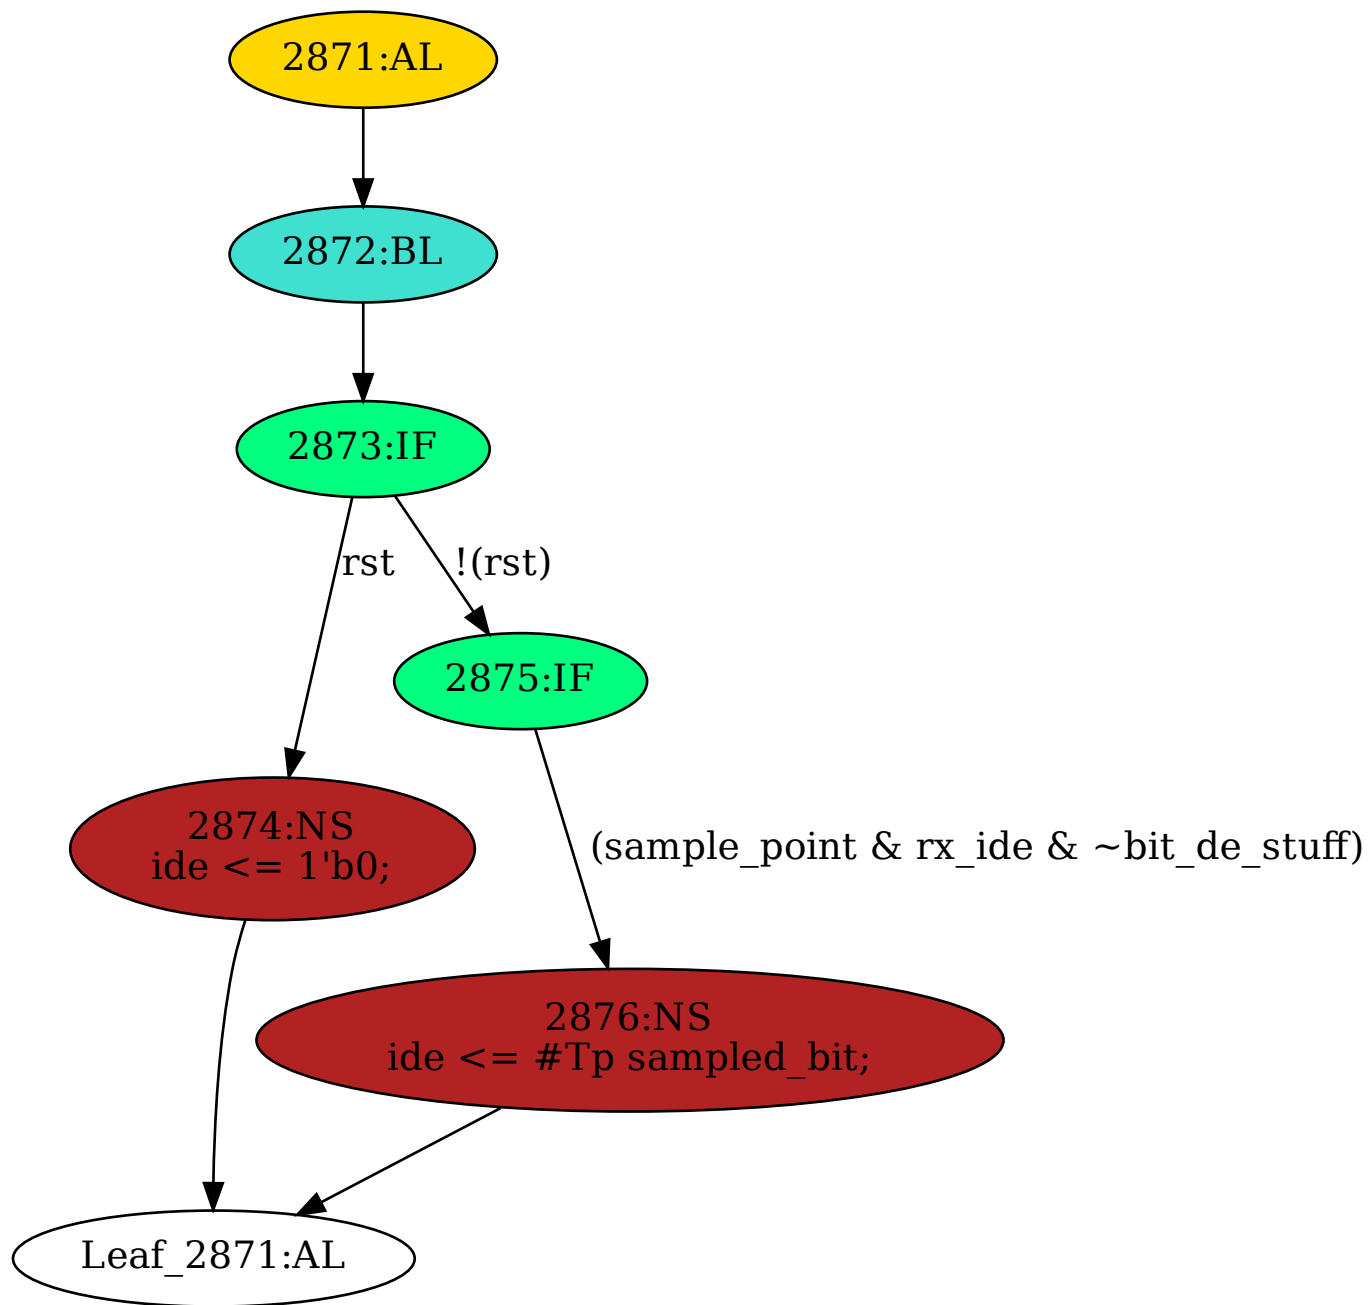 2871:AL
2872:BL
2873:IF
rst
!(rst)
2875:IF
2874:NS
ide <= 1'b0;
(sample_point & rx_ide & ~bit_de_stuff)
2876:NS
ide <= #Tp sampled_bit;
Leaf_2871:AL